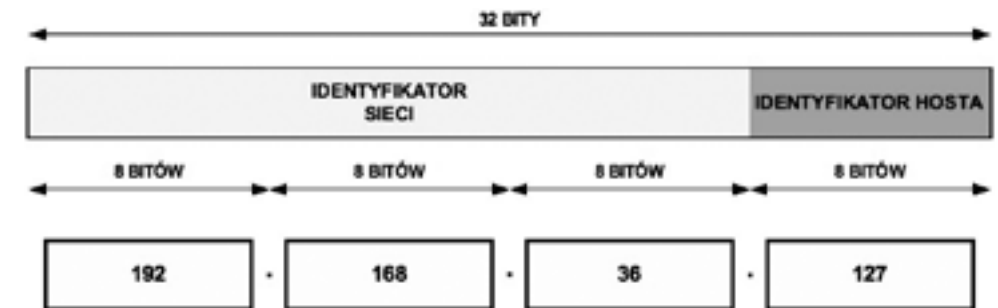 32 BITY
IDENTYFIKATOR
SIECI
IDENTYFIKATOR HOSTA
8 BITÓW 8 BITÓW 8 BITÓW 8 BITÓW
192 . 168 . 36 . 127